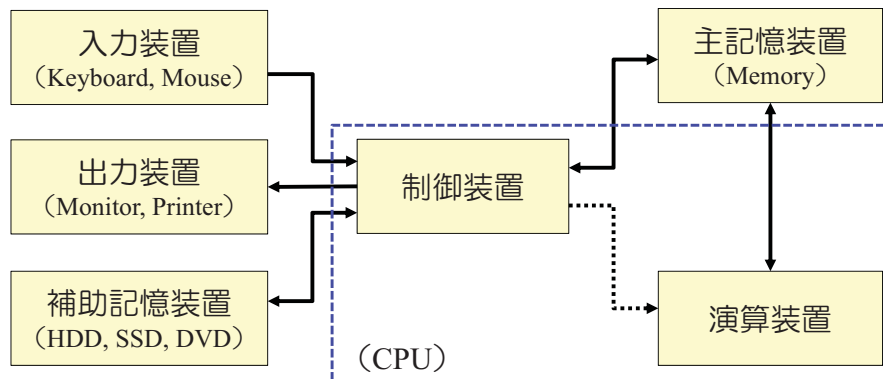 入力装置
（Keyboard, Mouse）
出力装置
（Monitor, Printer）
補助記憶装置
（HDD, SSD, DVD）
制御装置
（CPU）
主記憶装置
（Memory）
演算装置